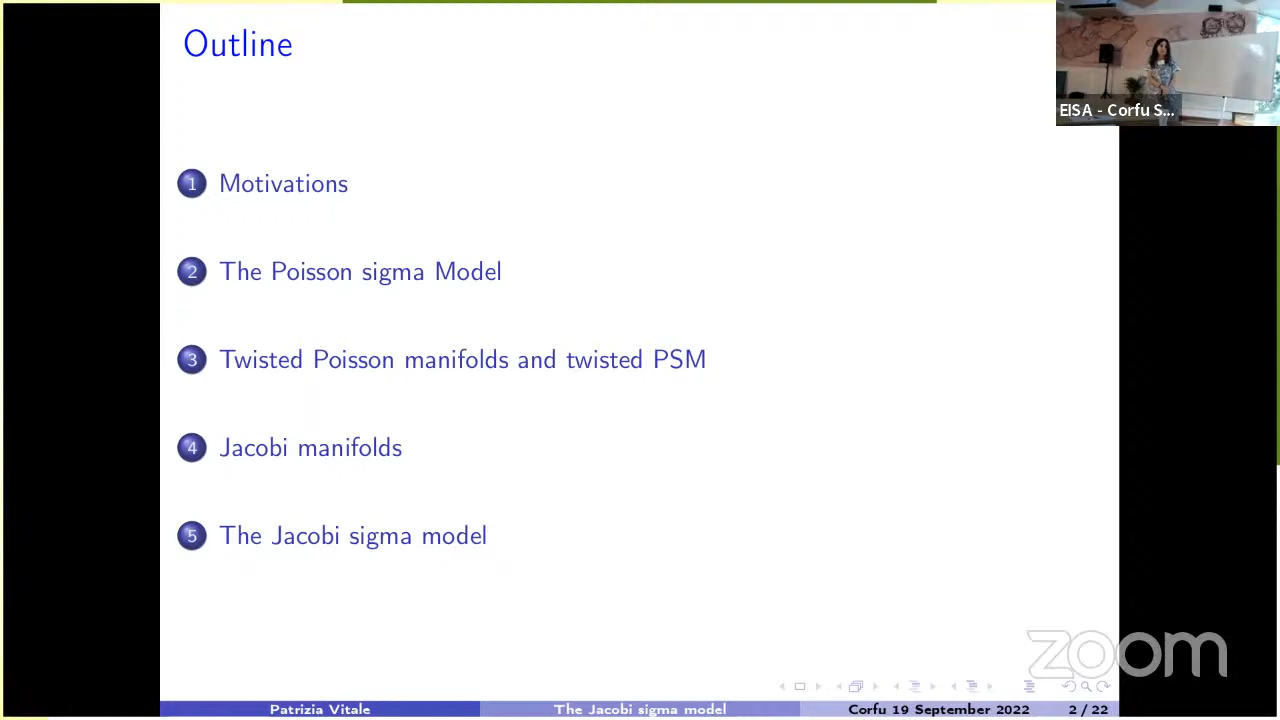 Outline
EISA - Corfu S...
1 Motivations
2 The Poisson sigma Model
3 Twisted Poisson manifolds and twisted PSM
4 Jacobi manifolds
5 The Jacobi sigma model
zoom
Patrizia Vitale The Jacobi sigma model Corfu 19 September 2022 2 / 22